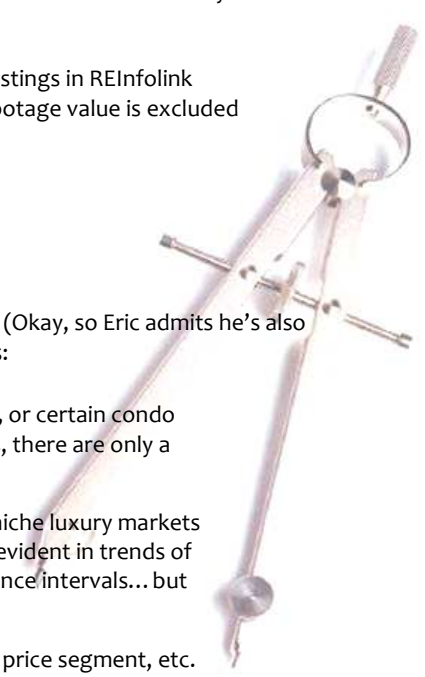 stings in REInfolink
ootage value is excluded
(Okay, so Eric admits he's also
s:
, or certain condo
, there are only a
niche luxury markets
evident in trends of
nce intervals... but
price segment, etc.